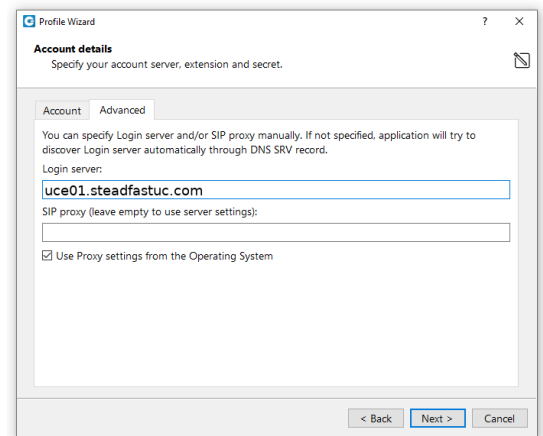 Profile Wizard
?
Account details
Specify your account server, extension and secret.
Account
Advanced
You can specify Login server and/or SIP proxy manually. If not specified, application will try to
discover Login server automatically through DNS SRV record.
Login server:
uce01.steadfastuc.com
SIP proxy (leave empty to use server settings):
Use Proxy settings from the Operating System
< Back
Next >
Cancel